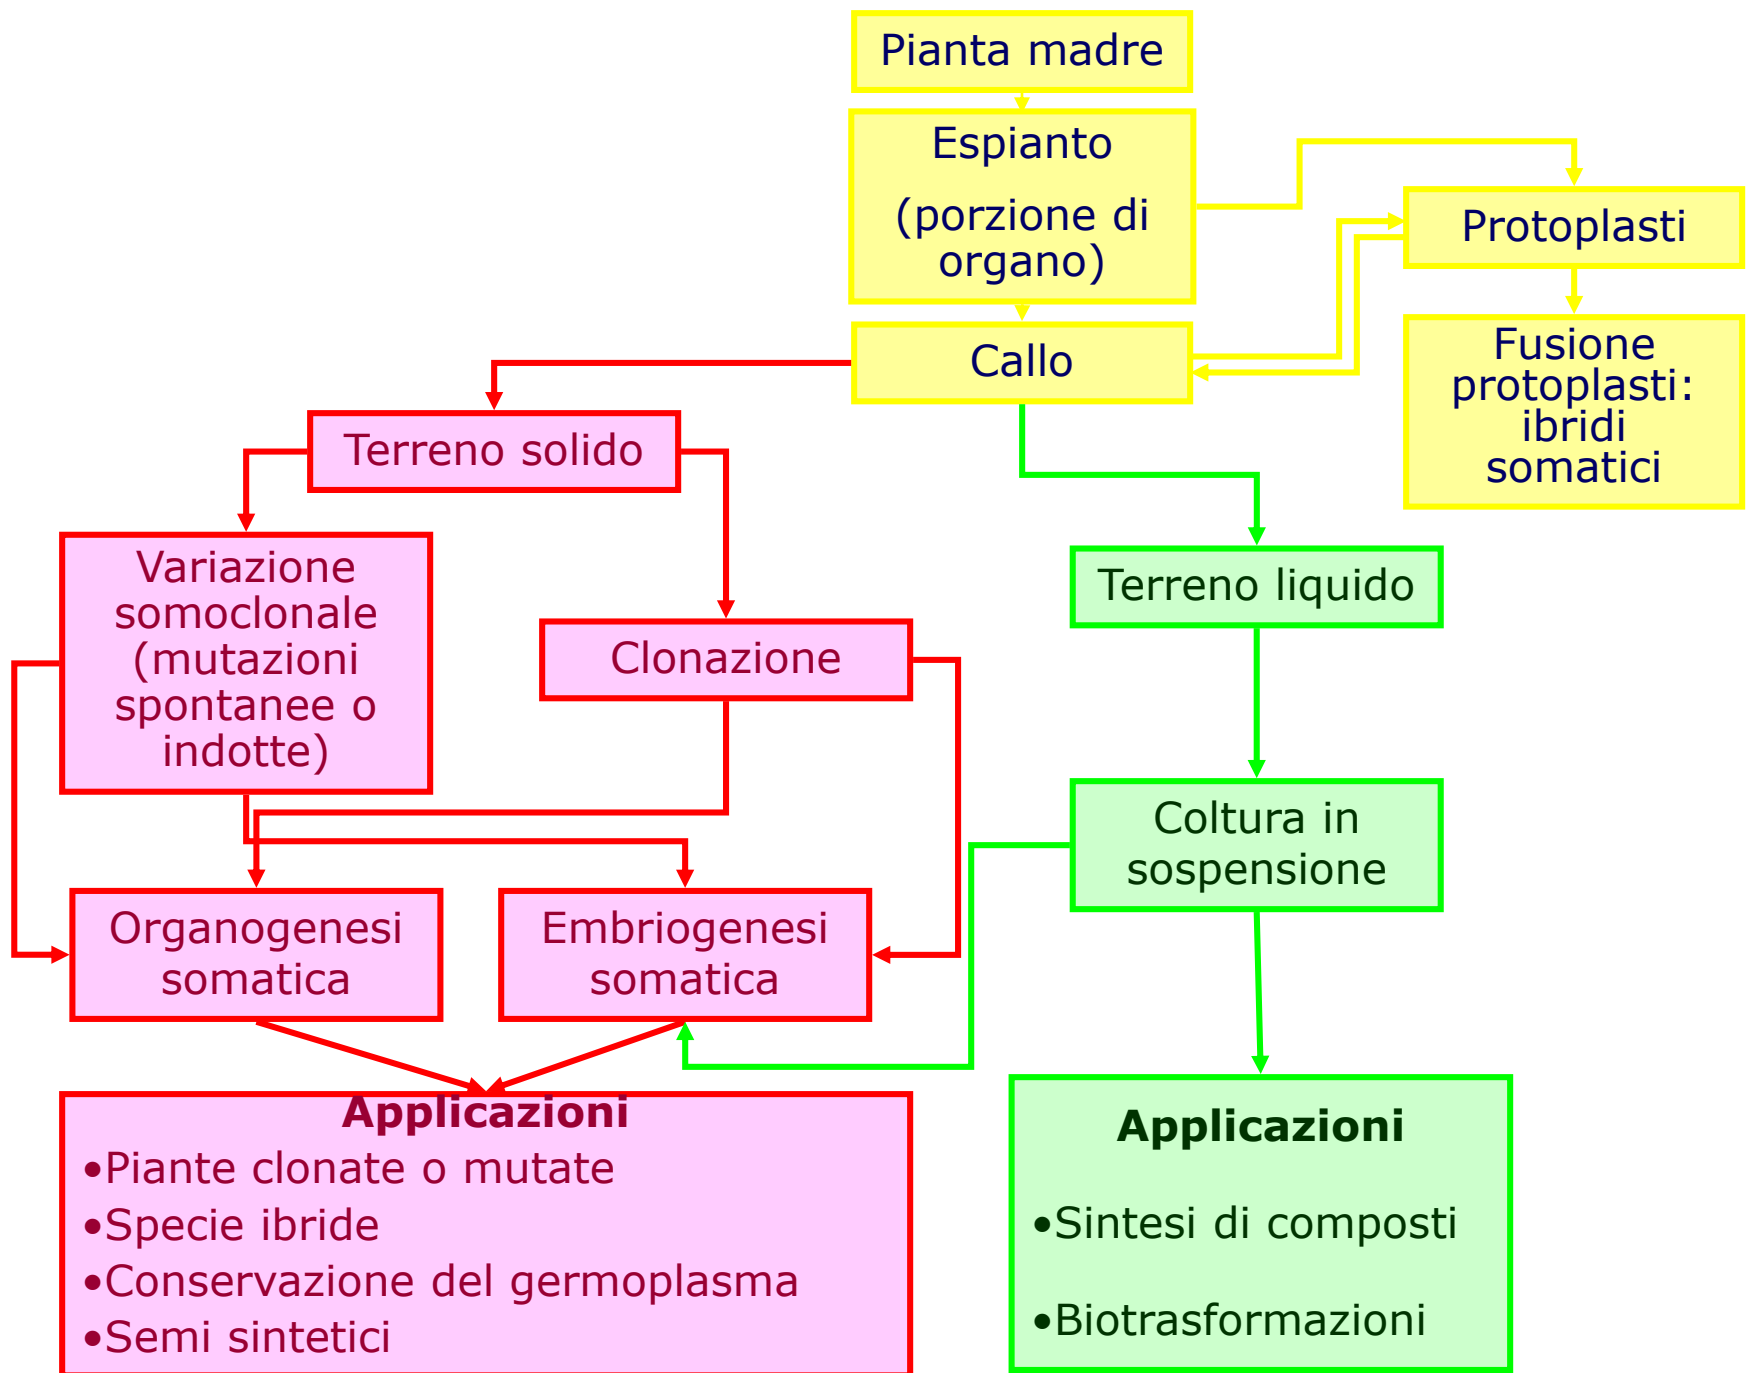 Pianta madre
Espianto
(porzione di
organo)
Protoplasti
Callo
Fusione
protoplasti:
ibridi
somatici
Terreno solido
Variazione
somoclonale
(mutazioni
spontanee o
indotte)
Clonazione
Terreno liquido
Coltura in
sospensione
Organogenesi
somatica
Embriogenesi
somatica
Applicazioni
•Piante clonate o mutate
•Specie ibride
•Conservazione del germoplasma
•Semi sintetici
Applicazioni
•Sintesi di composti
•Biotrasformazioni